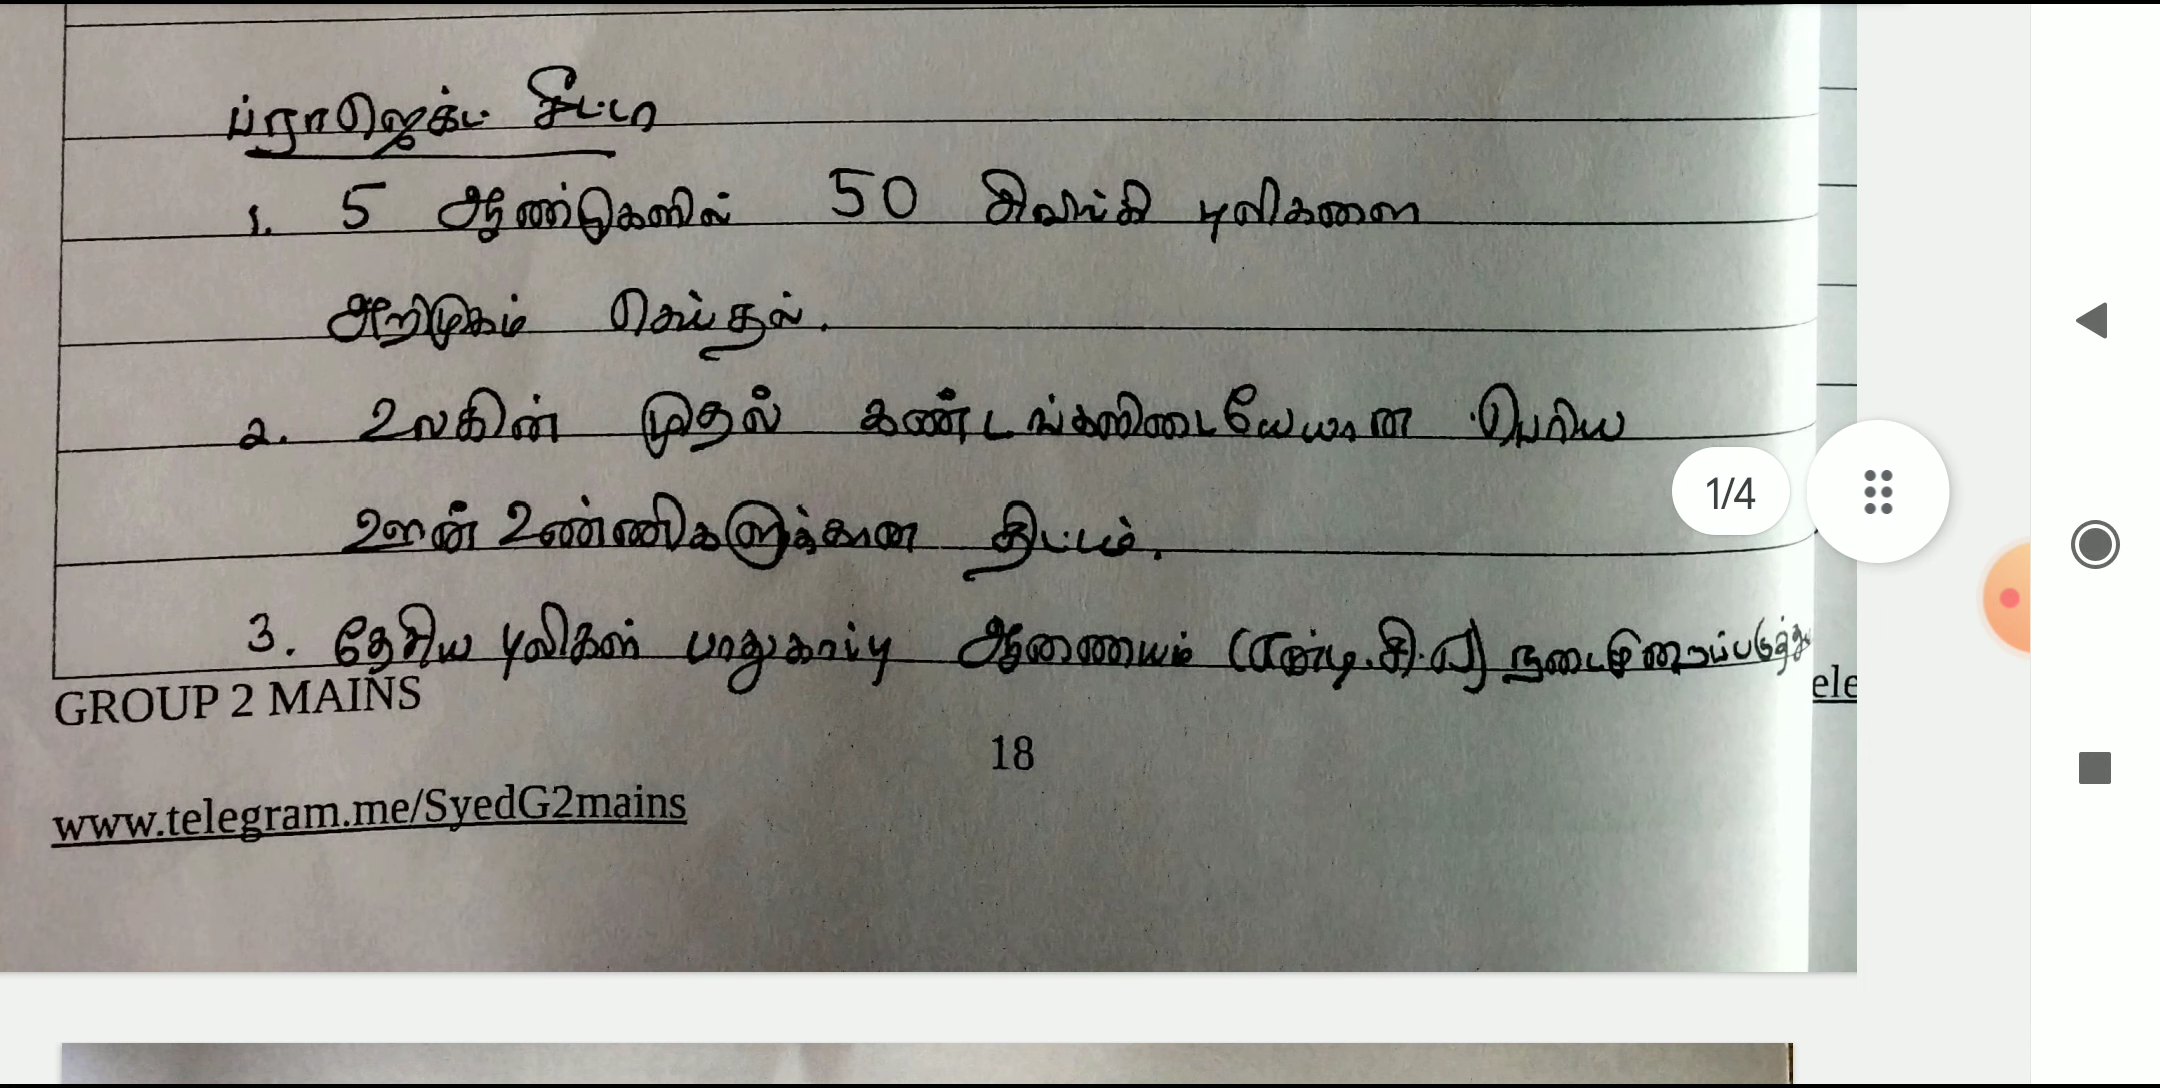 ப்ராஜெக்ட் சீட்டா
1. 5 ஆண்டுகளில் 50 சிவிங்கி புலிகளை
அறிமுகம் செய்தல்.
2. உலகின் முதல் கண்டங்களிடையேயான பெரிய
ஊன் உண்ணிகளுக்கான திட்டம்.
1/4
3. தேசிய புலிகள் பாதுகாப்பு ஆணையம் (என்.டி.சி.ஏ) நடைமுறைப்படுத்து
GROUP 2 MAINS
ele
18
www.telegram.me/SyedG2mains